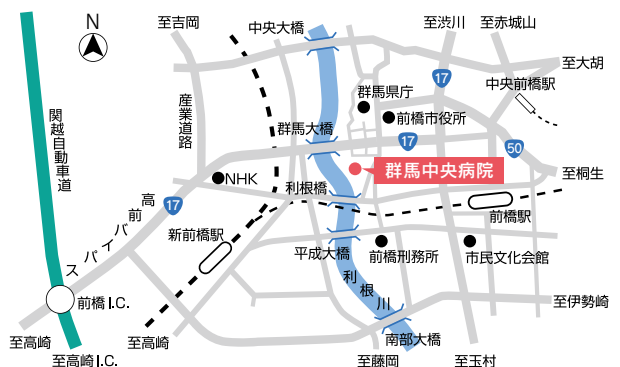 N
至吉岡
中央大橋
至渋川
至赤城山
至大胡
17
中央前橋駅
群馬県庁
関越自動車道
産業道路
前橋市役所
群馬大橋
17
50
群馬中央病院
至桐生
NHK
利根橋
17
高前バイパス
前橋駅
新前橋駅
平成大橋
前橋刑務所
市民文化会館
利根川
前橋I.C.
至伊勢崎
至高崎
至高崎
南部大橋
至高崎I.C.
至藤岡
至玉村